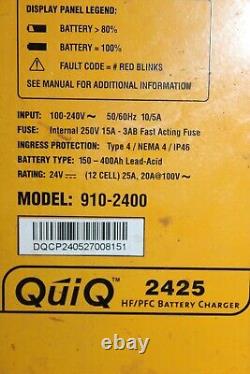 DISPLAY PANEL LEGEND:
BATTERY > 80%
BATTERY = 100%
FAULT CODE = # RED BLINKS
SEE MANUAL FOR ADDITIONAL INFORMATION
INPUT: 100-240V~ 50/60Hz 10/5A
FUSE: Internal 250V 15A - 3AB Fast Acting Fuse
INGRESS PROTECTION: Type 4 / NEMA 4 / IP46
BATTERY TYPE: 150 - 400Ah Lead-Acid
RATING: 24V⎓ (12 CELL) 25A, 20A@100V~
MODEL: 910-2400
DQCP240527008151
QuiQ™ 2425
HF/PFC BATTERY CHARGER
thedigitalbid.com